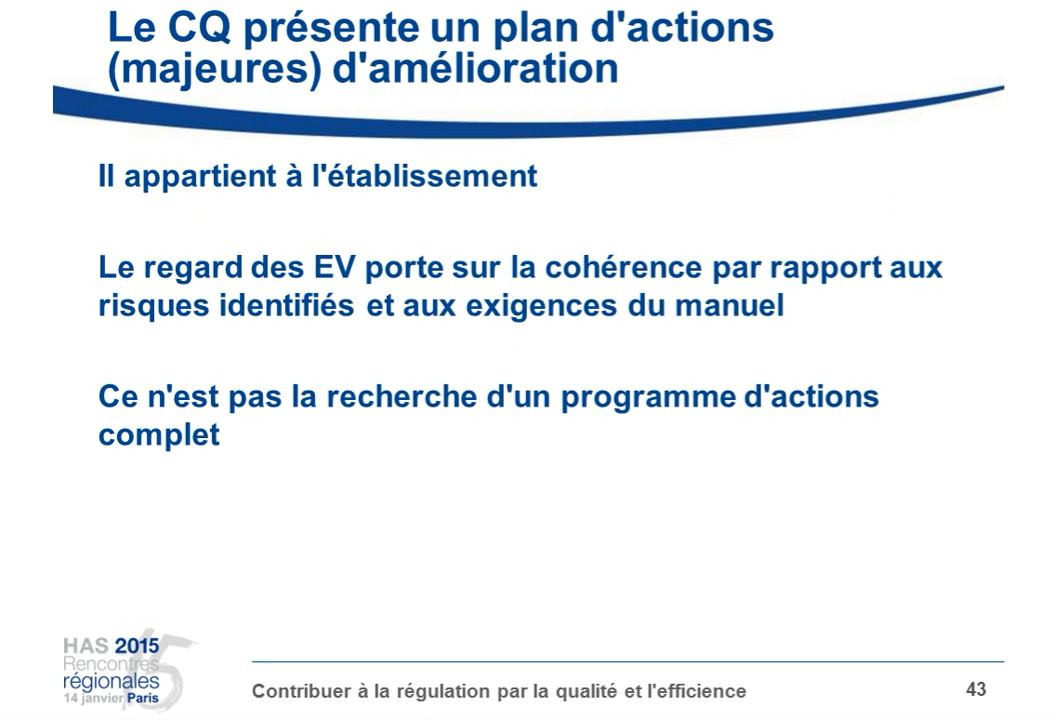 Le CQ présente un plan d'actions
(majeures) d'amélioration
Il appartient à l'établissement
Le regard des EV porte sur la cohérence par rapport aux
risques identifiés et aux exigences du manuel
Ce n'est pas la recherche d'un programme d'actions
complet
HAS 2015
Rencontres
régionales
14 janvier Paris
15
Contribuer à la régulation par la qualité et l'efficience
43